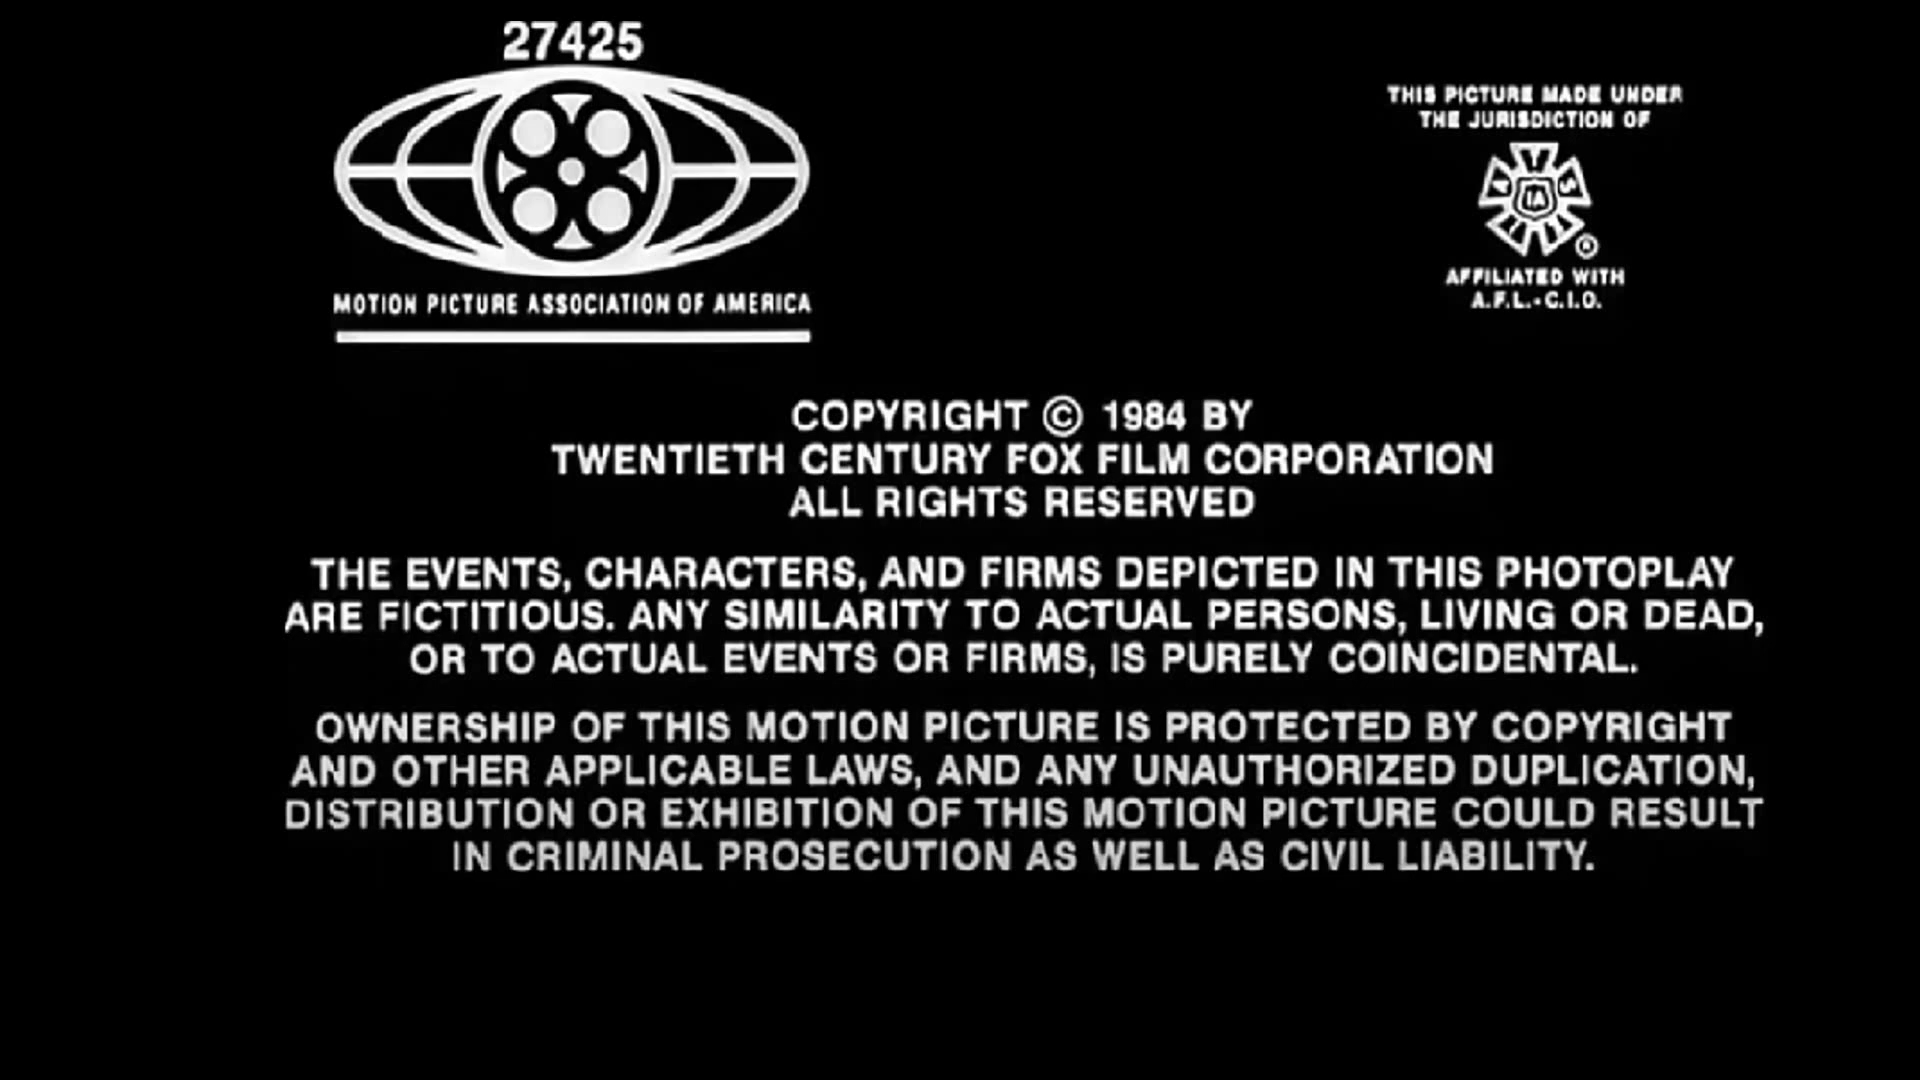 27425
MOTION PICTURE ASSOCIATION OF AMERICA
THIS PICTURE MADE UNDER
THE JURISDICTION OF
I A T S E
IA
®
AFFILIATED WITH
A.F.L.-C.I.O.
COPYRIGHT © 1984 BY
TWENTIETH CENTURY FOX FILM CORPORATION
ALL RIGHTS RESERVED
THE EVENTS, CHARACTERS, AND FIRMS DEPICTED IN THIS PHOTOPLAY
ARE FICTITIOUS. ANY SIMILARITY TO ACTUAL PERSONS, LIVING OR DEAD,
OR TO ACTUAL EVENTS OR FIRMS, IS PURELY COINCIDENTAL.
OWNERSHIP OF THIS MOTION PICTURE IS PROTECTED BY COPYRIGHT
AND OTHER APPLICABLE LAWS, AND ANY UNAUTHORIZED DUPLICATION,
DISTRIBUTION OR EXHIBITION OF THIS MOTION PICTURE COULD RESULT
IN CRIMINAL PROSECUTION AS WELL AS CIVIL LIABILITY.